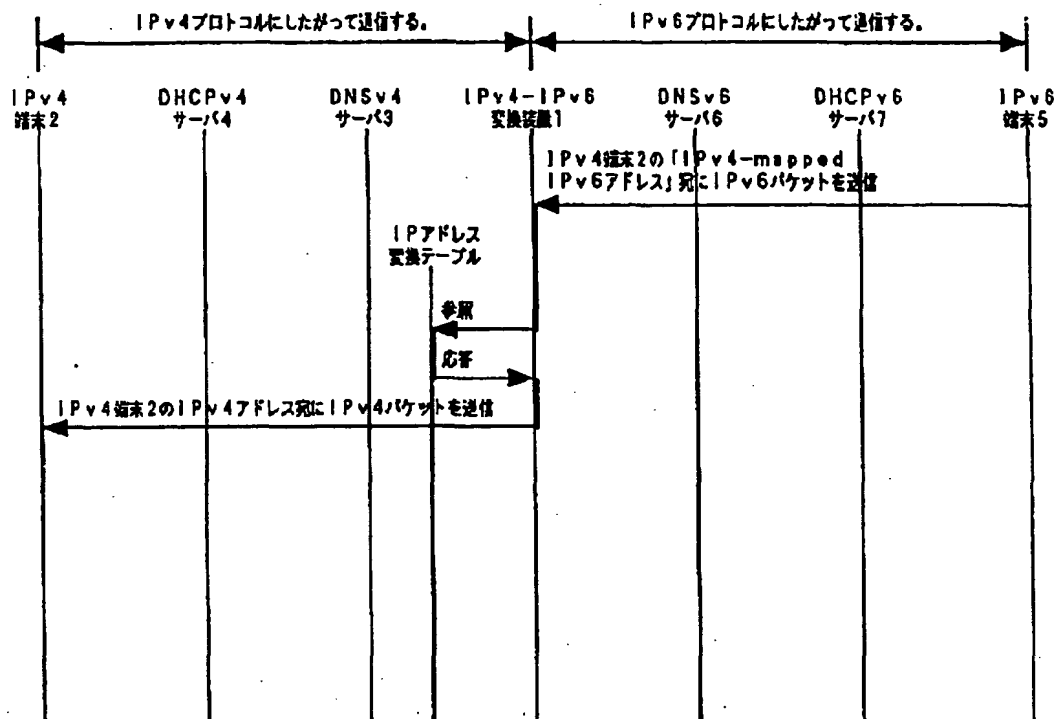 IPv4プロトコルにしたがって通信する。
IPv6プロトコルにしたがって通信する。
IPv4
端末2
DHCPv4
サーバ4
DNSv4
サーバ3
IPv4-IPv6
変換装置1
DNSv6
サーバ6
DHCPv6
サーバ7
IPv6
端末5
IPv4端末2の「IPv4-mapped
IPv6アドレス」宛にIPv6パケットを送信
IPアドレス
変換テーブル
参照
応答
IPv4端末2のIPv4アドレス宛にIPv4パケットを送信